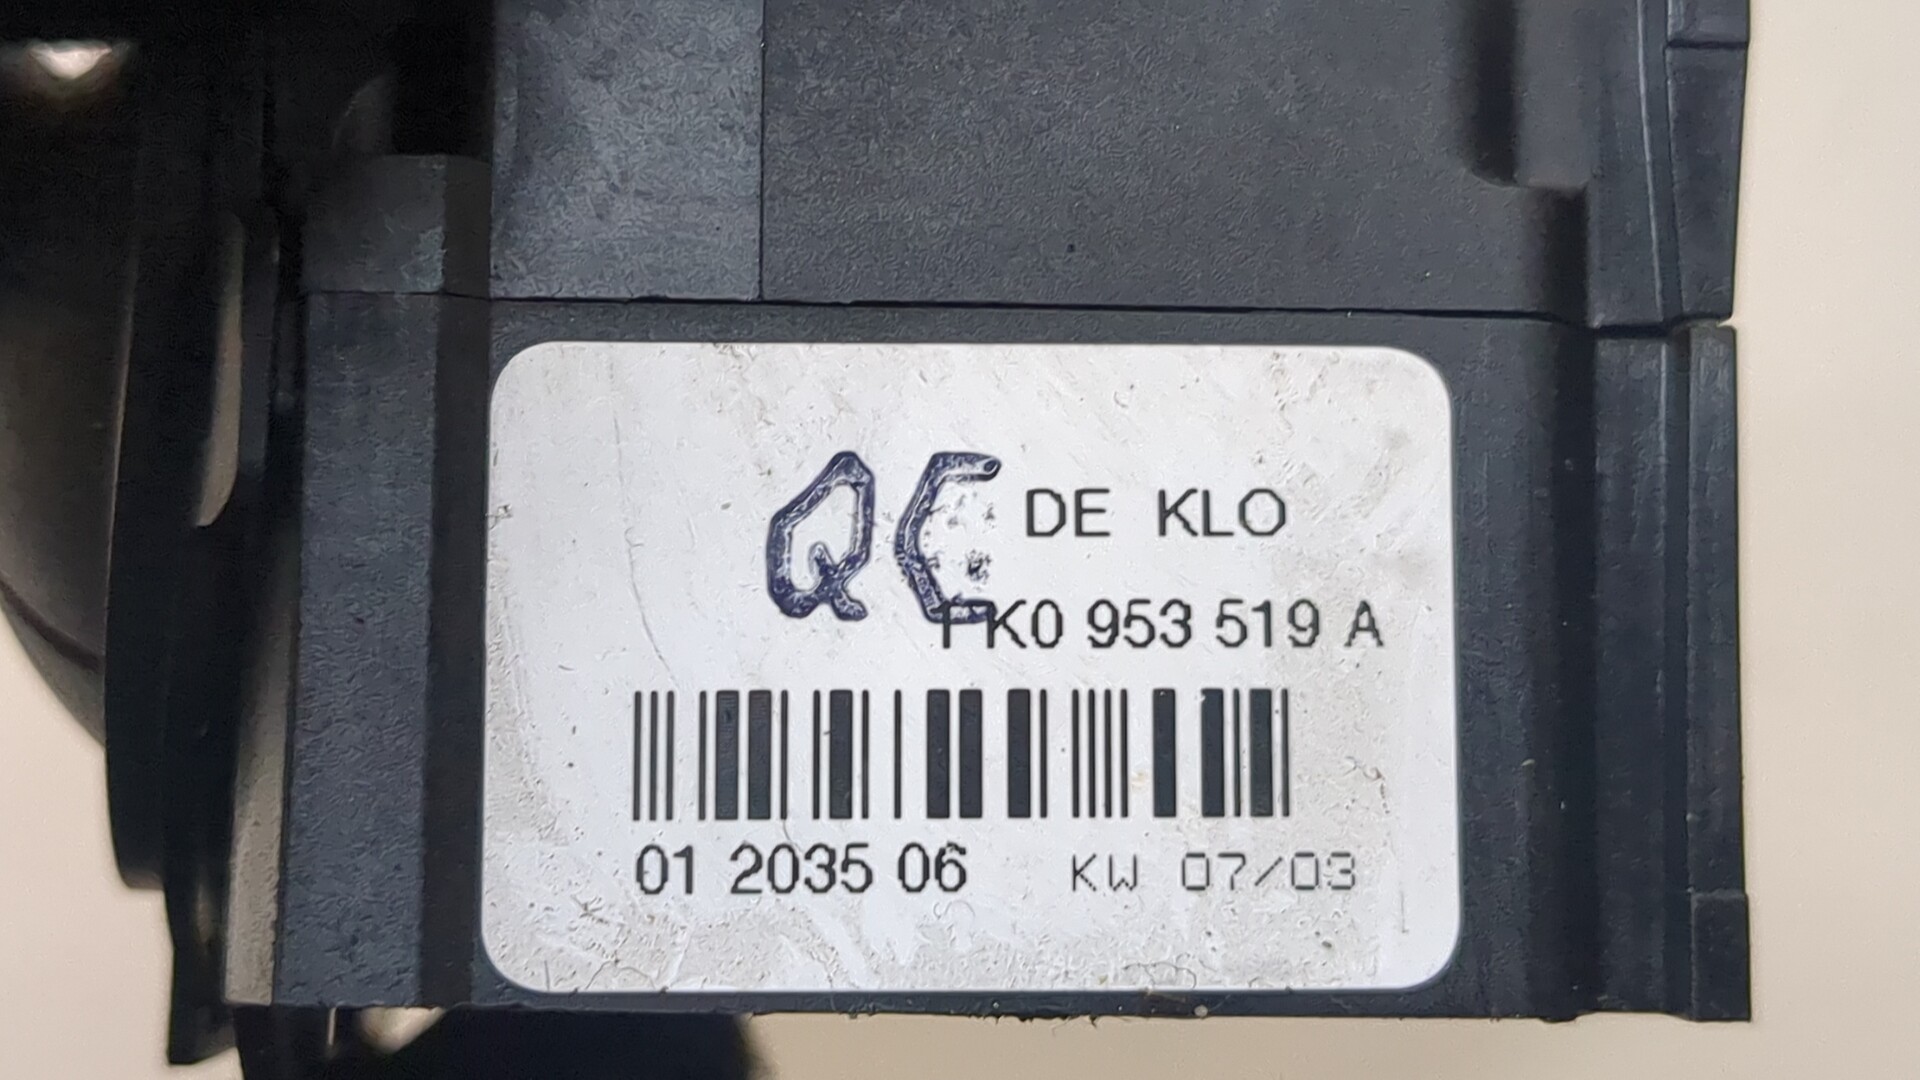 QC DE KLO
1K0 953 519 A
01 2035 06 KW 07/03